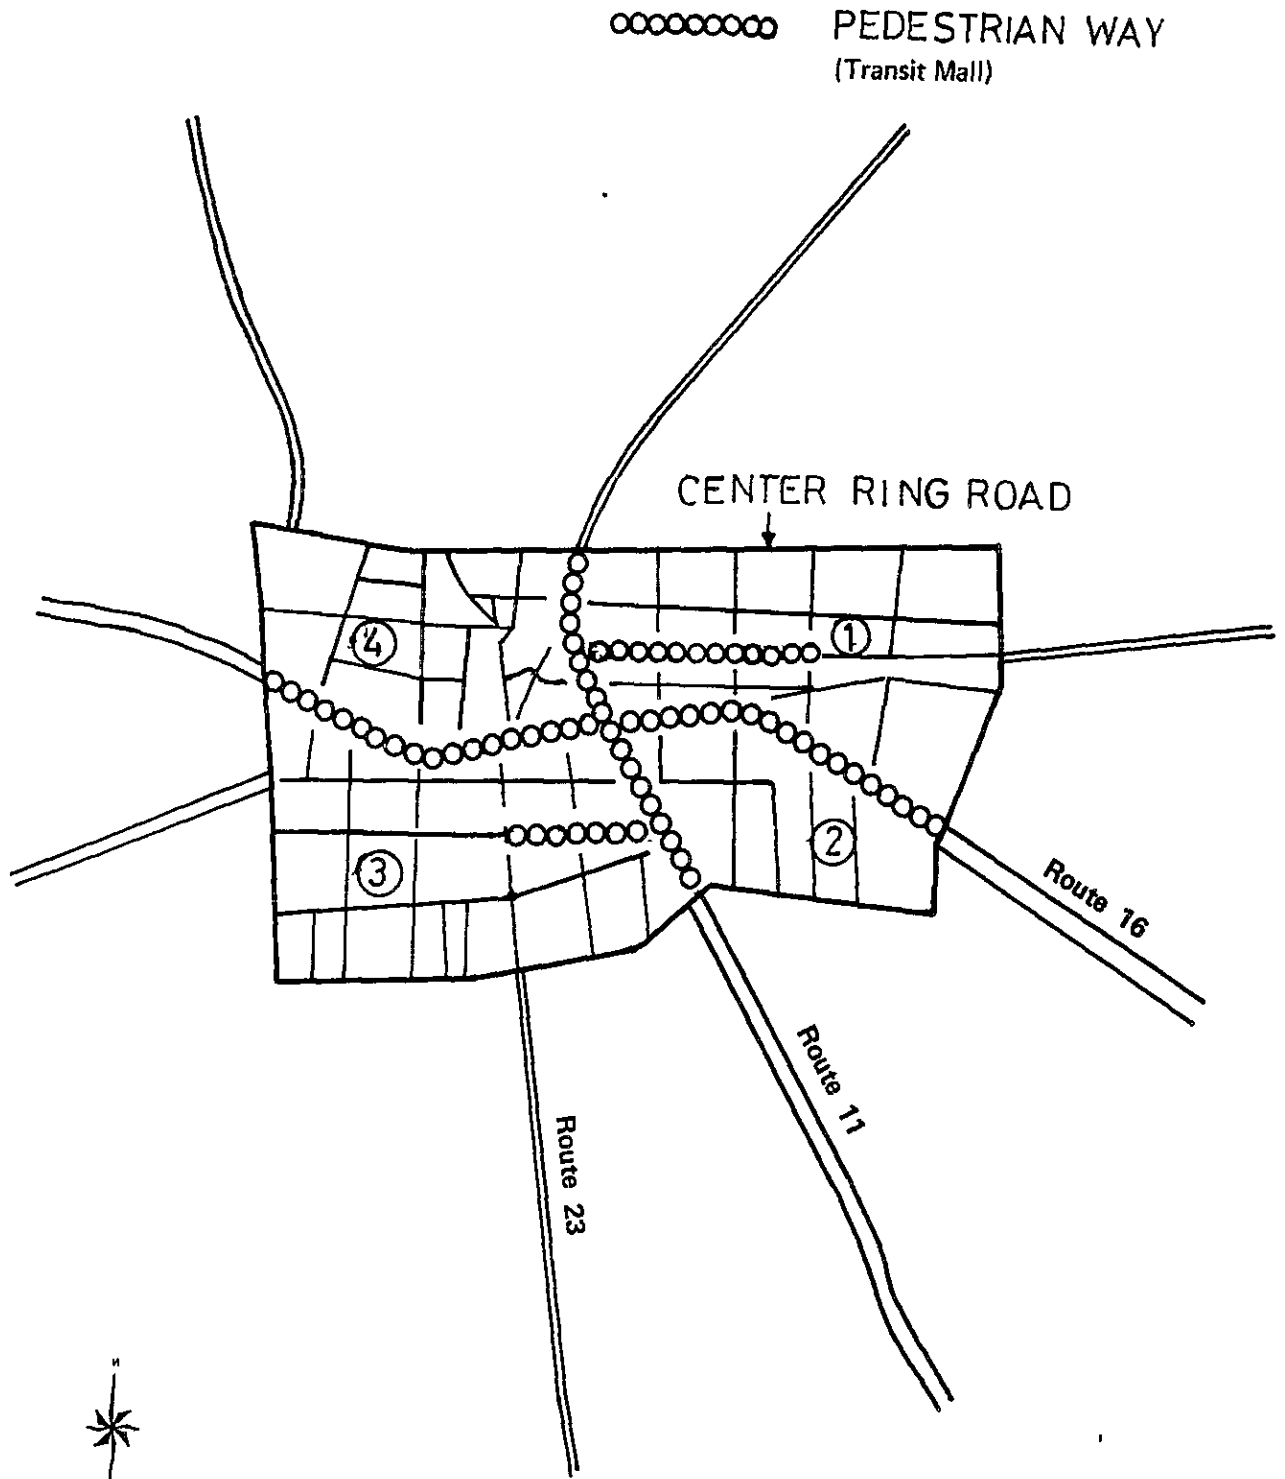 PEDESTRIAN WAY
(Transit Mall)
CENTER RING ROAD
1
4
2
3
Route 16
Route 11
Route 23
N